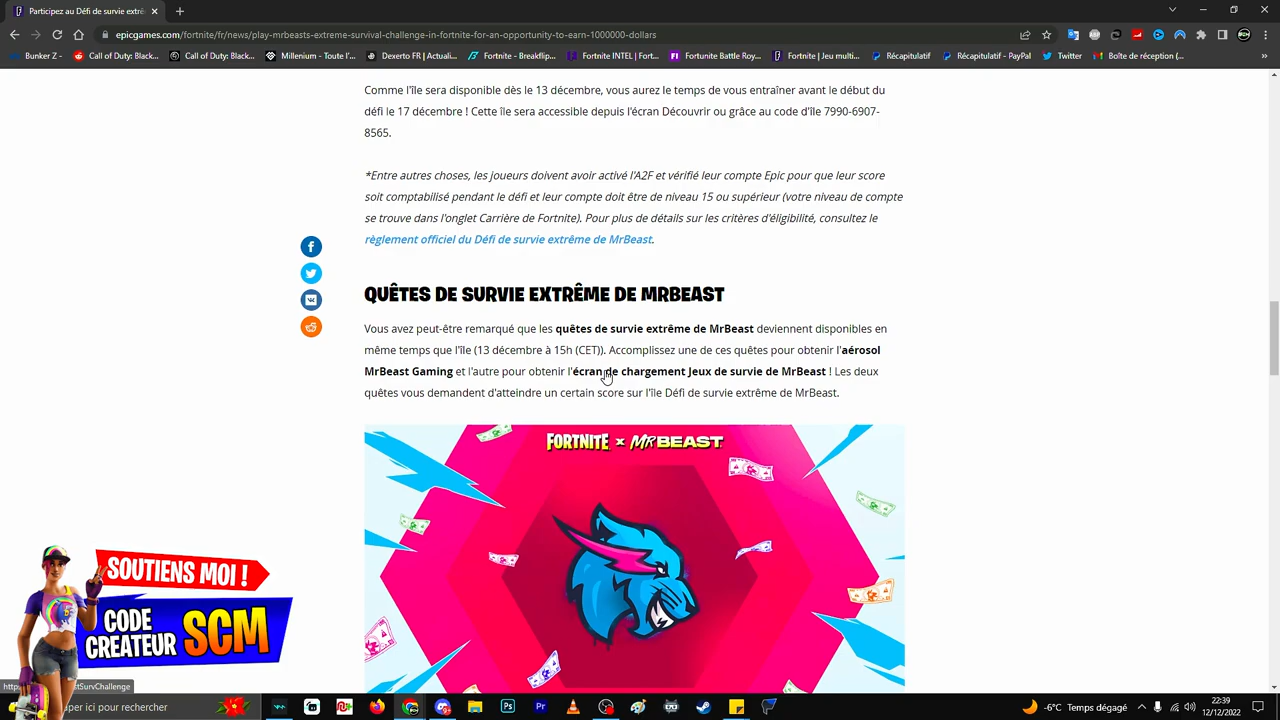 Participez au Défi de survie extrê
epicgames.com/fortnite/fr/news/play-mrbeasts-extreme-survival-challenge-in-fortnite-for-an-opportunity-to-earn-1000000-dollars
Bunker Z - Call of Duty: Black... Call of Duty: Black... Millenium - Toute l'... Dexerto FR | Actuali... Fortnite - Breakflip... Fortnite INTEL | Fort... Fortunite Battle Roy... Fortnite | Jeu multi... Récapitulatif Récapitulatif - PayPal Twitter Boîte de réception (...
Comme l'île sera disponible dès le 13 décembre, vous aurez le temps de vous entraîner avant le début du
défi le 17 décembre ! Cette île sera accessible depuis l'écran Découvrir ou grâce au code d'île 7990-6907-
8565.
*Entre autres choses, les joueurs doivent avoir activé l'A2F et vérifié leur compte Epic pour que leur score
soit comptabilisé pendant le défi et leur compte doit être de niveau 15 ou supérieur (votre niveau de compte
se trouve dans l'onglet Carrière de Fortnite). Pour plus de détails sur les critères d'éligibilité, consultez le
règlement officiel du Défi de survie extrême de MrBeast.
QUÊTES DE SURVIE EXTRÊME DE MRBEAST
Vous avez peut-être remarqué que les quêtes de survie extrême de MrBeast deviennent disponibles en
même temps que l'île (13 décembre à 15h (CET)). Accomplissez une de ces quêtes pour obtenir l'aérosol
MrBeast Gaming et l'autre pour obtenir l'écran de chargement Jeux de survie de MrBeast ! Les deux
quêtes vous demandent d'atteindre un certain score sur l'île Défi de survie extrême de MrBeast.
FORTNITE x MRBEAST
SOUTIENS MOI !
CODE
CREATEUR SCM
stSurvChallenge
aper ici pour rechercher
-6°C Temps dégagé
22:39
12/12/2022